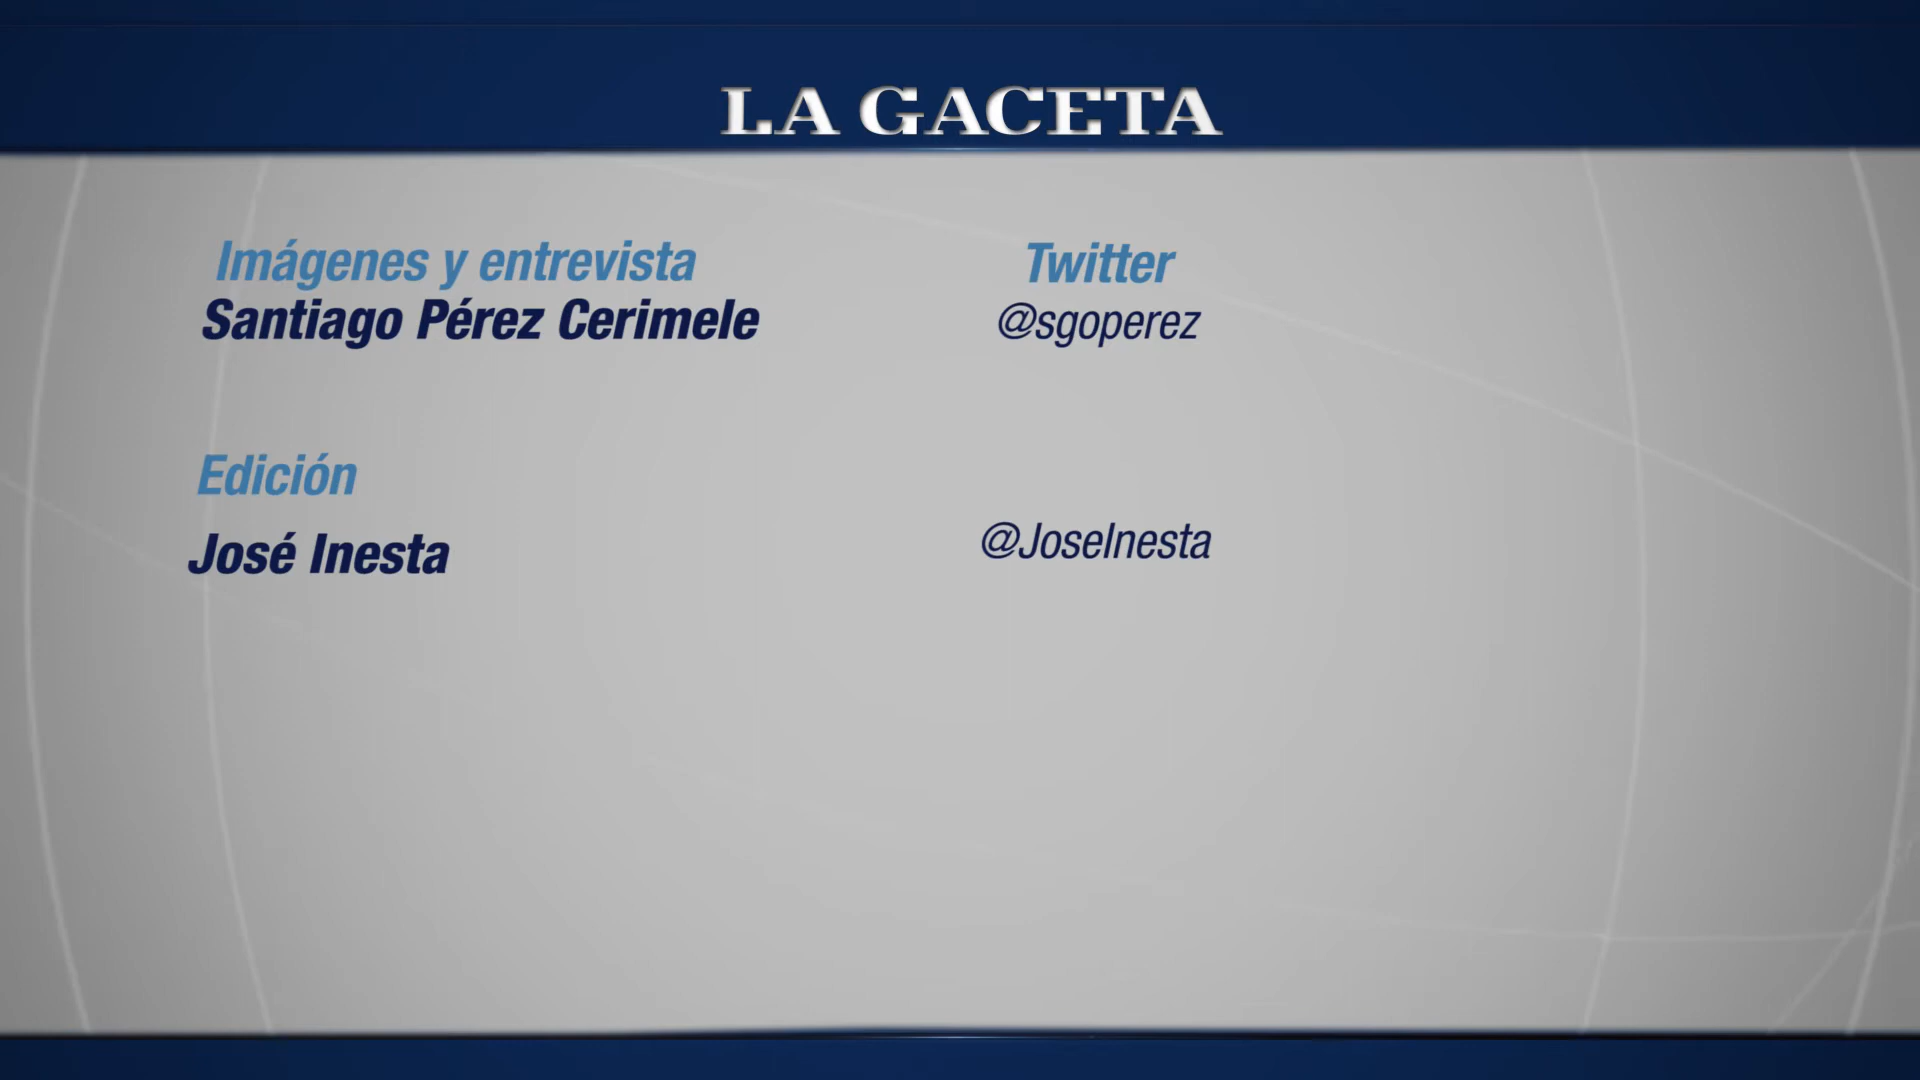 LA GACETA
Imágenes y entrevista
Santiago Pérez Cerimele
Twitter
@sgoperez
Edición
José Inesta
@JoseInesta